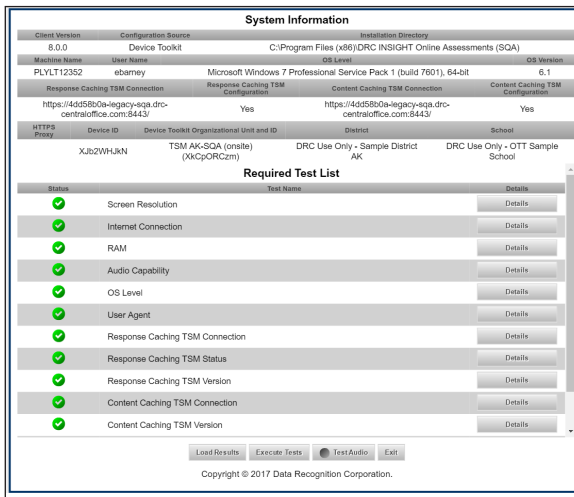 System Information
Client Version Configuration Source Installation Directory
8.0.0 Device Toolkit C:\Program Files (x86)\DRC INSIGHT Online Assessments (SQA)
Machine Name User Name OS Level OS Version
PLYLT12352 ebarney Microsoft Windows 7 Professional Service Pack 1 (build 7601), 64-bit 6.1
Response Caching TSM Connection Response Caching TSM Configuration Content Caching TSM Connection Content Caching TSM Configuration
https://4dd58b0a-legacy-sqa.drc-centraloffice.com:8443/ Yes https://4dd58b0a-legacy-sqa.drc-centraloffice.com:8443/ Yes
HTTPS Proxy Device ID Device Toolkit Organizational Unit and ID District School
XJb2WHJkN TSM AK-SQA (onsite) (XkCpORCzm) DRC Use Only - Sample District AK DRC Use Only - OTT Sample School
Required Test List
Status Test Name Details
Screen Resolution Details
Internet Connection Details
RAM Details
Audio Capability Details
OS Level Details
User Agent Details
Response Caching TSM Connection Details
Response Caching TSM Status Details
Response Caching TSM Version Details
Content Caching TSM Connection Details
Content Caching TSM Version Details
Load Results Execute Tests Test Audio Exit
Copyright © 2017 Data Recognition Corporation.